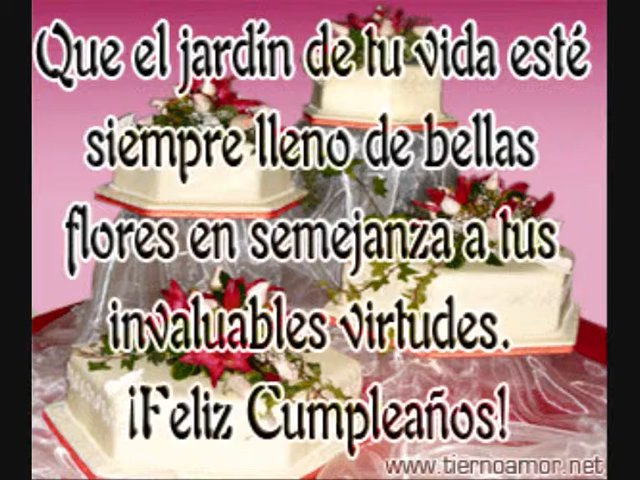 Que el jardín de tu vida esté
siempre lleno de bellas
flores en semejanza a tus
invaluables virtudes.
¡Feliz Cumpleaños!
www.tiernoamor.net